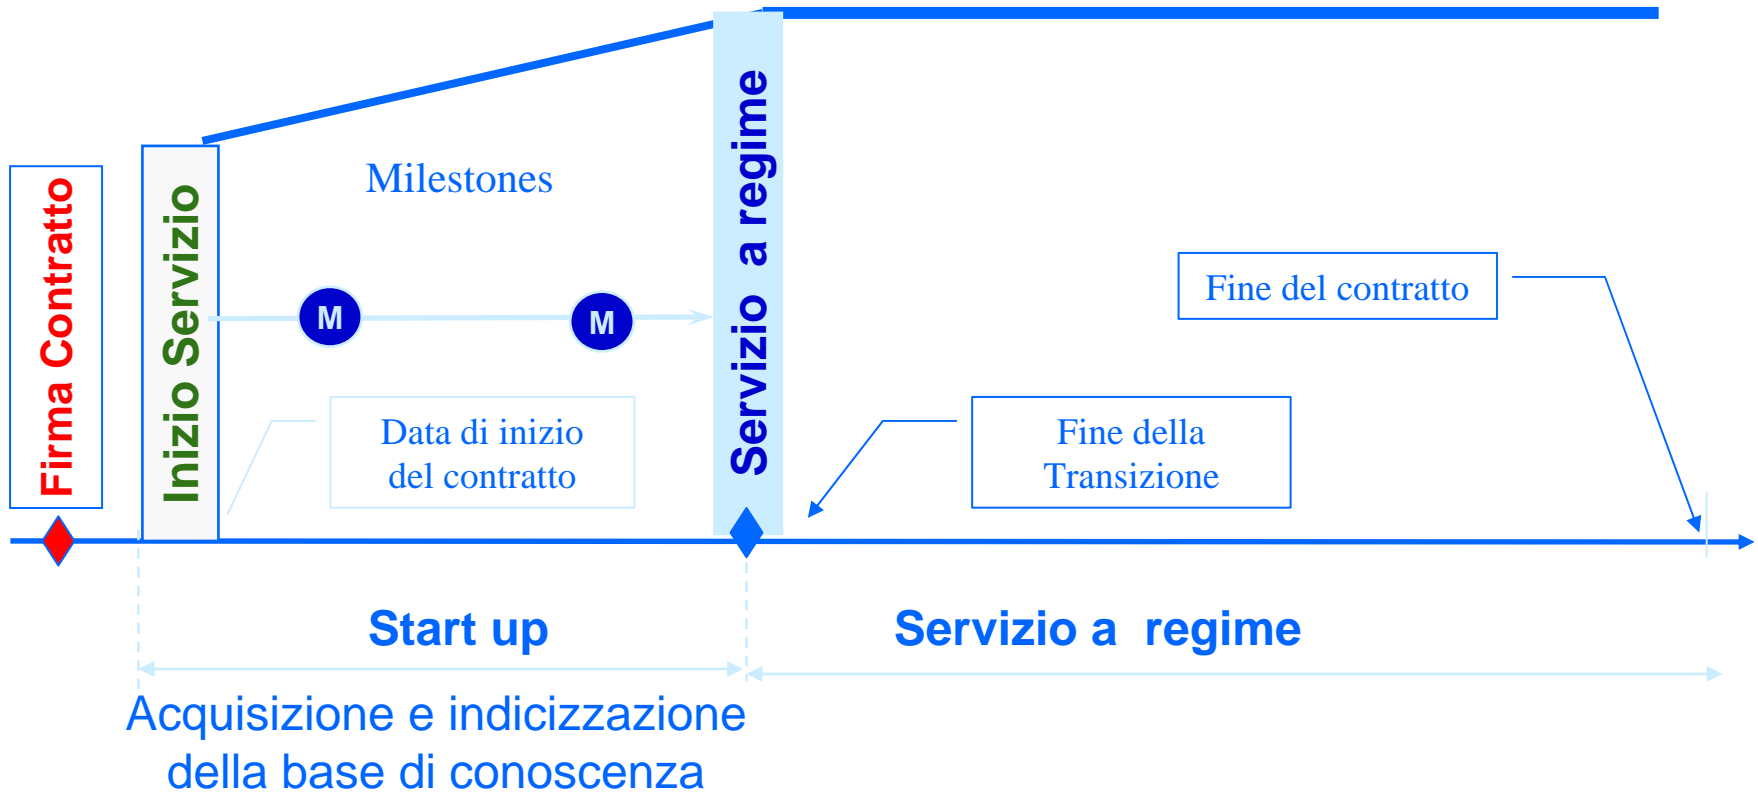 Firma Contratto
Inizio Servizio
Milestones
M
M
Servizio a regime
Data di inizio
del contratto
Fine della
Transizione
Fine del contratto
Start up
Servizio a regime
Acquisizione e indicizzazione
della base di conoscenza